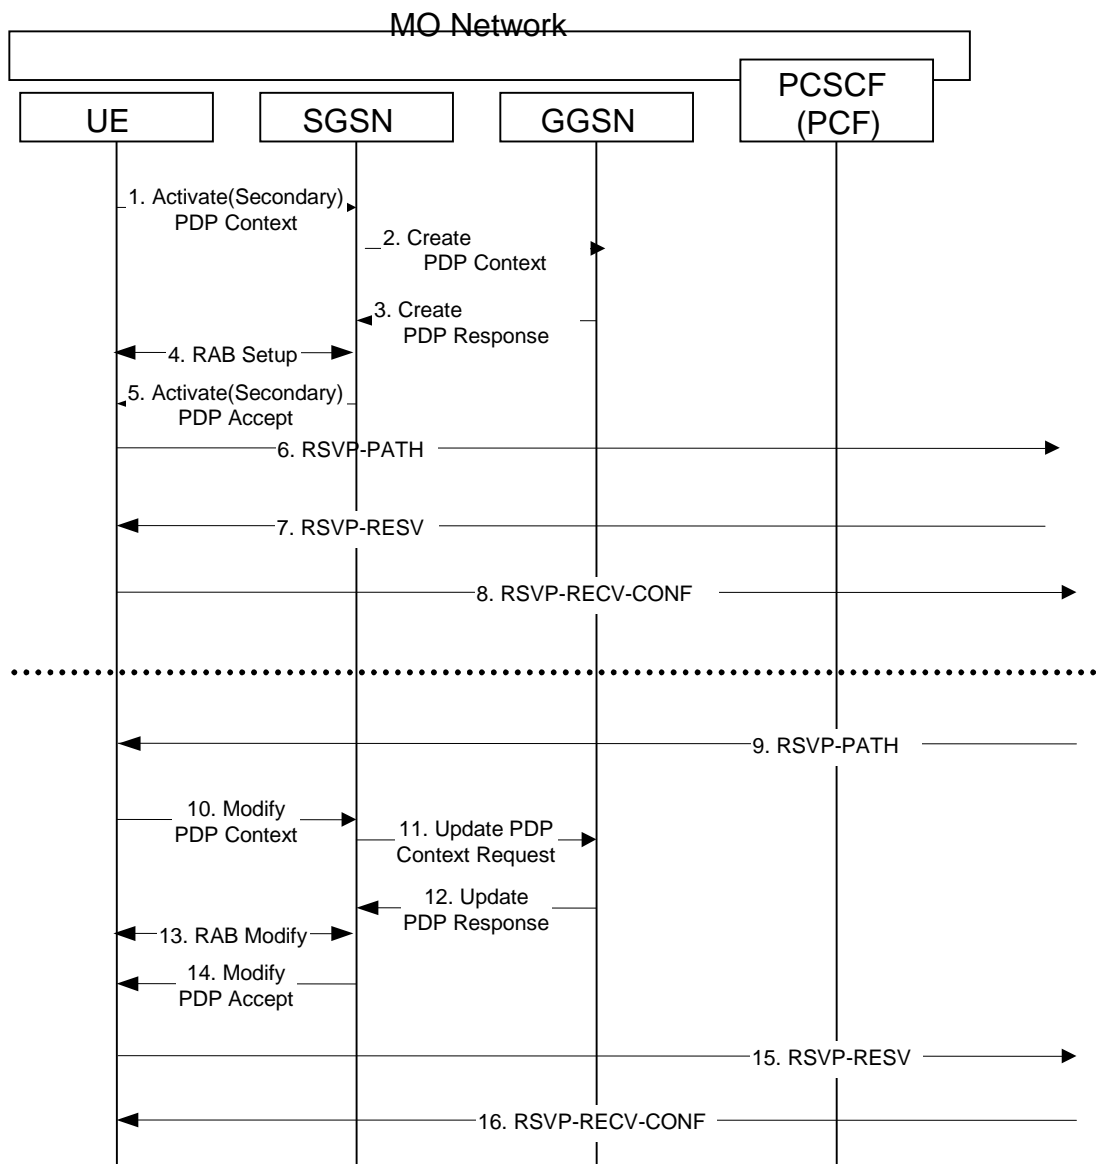 MO Network
UE
SGSN
GGSN
PCSCF
(PCF)
1. Activate(Secondary)
PDP Context
2. Create
PDP Context
3. Create
PDP Response
4. RAB Setup
5. Activate(Secondary)
PDP Accept
6. RSVP-PATH
7. RSVP-RESV
8. RSVP-RECV-CONF
9. RSVP-PATH
10. Modify
PDP Context
11. Update PDP
Context Request
12. Update
PDP Response
13. RAB Modify
14. Modify
PDP Accept
15. RSVP-RESV
16. RSVP-RECV-CONF